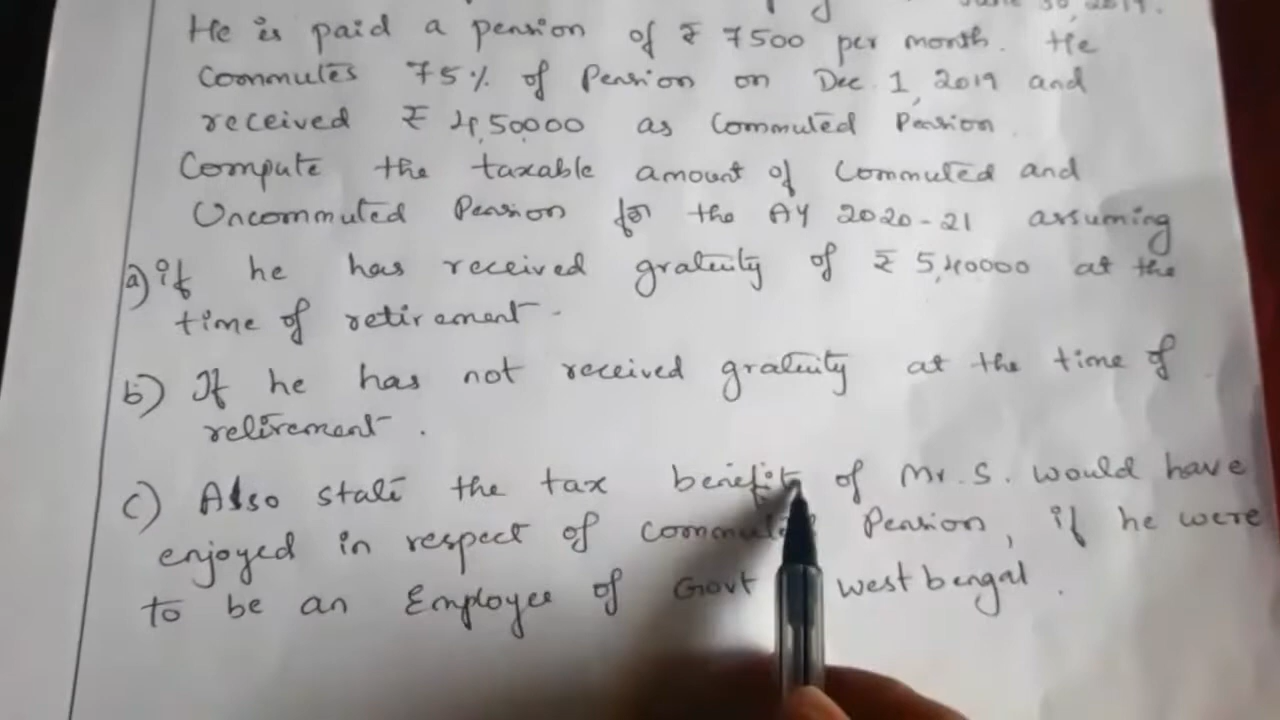 June 30, 2019.
He is paid a pension of ₹ 7500 per month. He
Commutes 75% of Pension on Dec 1, 2019 and
received ₹ 4,50000 as Commuted Pension.
Compute the taxable amount of Commuted and
Uncommuted Pension for the AY 2020-21 assuming
a) if he has received gratuity of ₹ 5,40000 at the
time of retirement.
b) If he has not received gratuity at the time of
retirement.
c) Also state the tax benefit of Mr. S. would have
enjoyed in respect of Pension, if he were
to be an Employee of Govt west bengal.